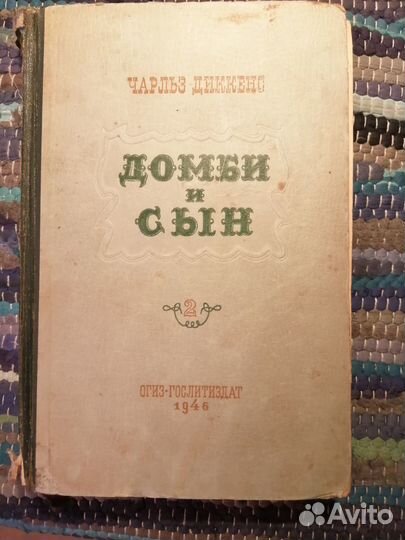 ЧАРЛЬЗ ДИККЕНС
ДОМБИ
И
СЫН
2
ОГИЗ-ГОСЛИТИЗДАТ
1946
Avito